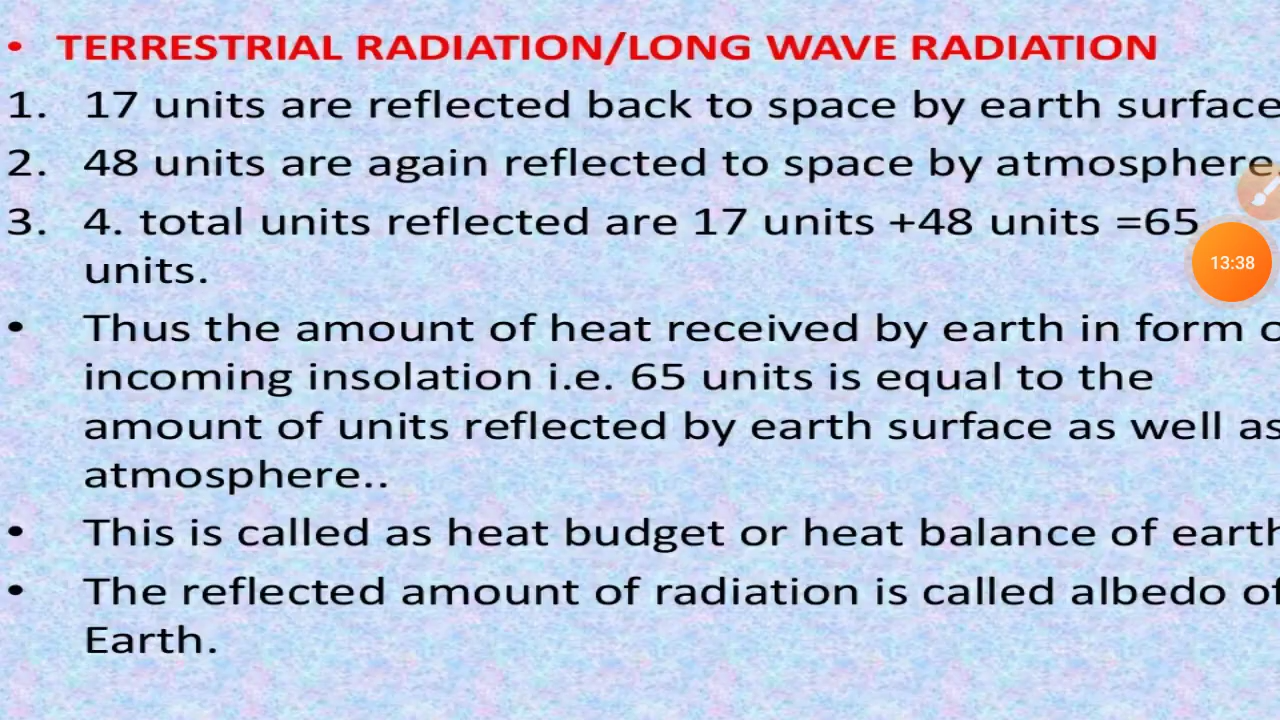 • TERRESTRIAL RADIATION/LONG WAVE RADIATION
1. 17 units are reflected back to space by earth surface
2. 48 units are again reflected to space by atmosphere.
3. 4. total units reflected are 17 units +48 units =65
units.
• Thus the amount of heat received by earth in form o
incoming insolation i.e. 65 units is equal to the
amount of units reflected by earth surface as well as
atmosphere..
• This is called as heat budget or heat balance of earth
• The reflected amount of radiation is called albedo of
Earth.
13:38